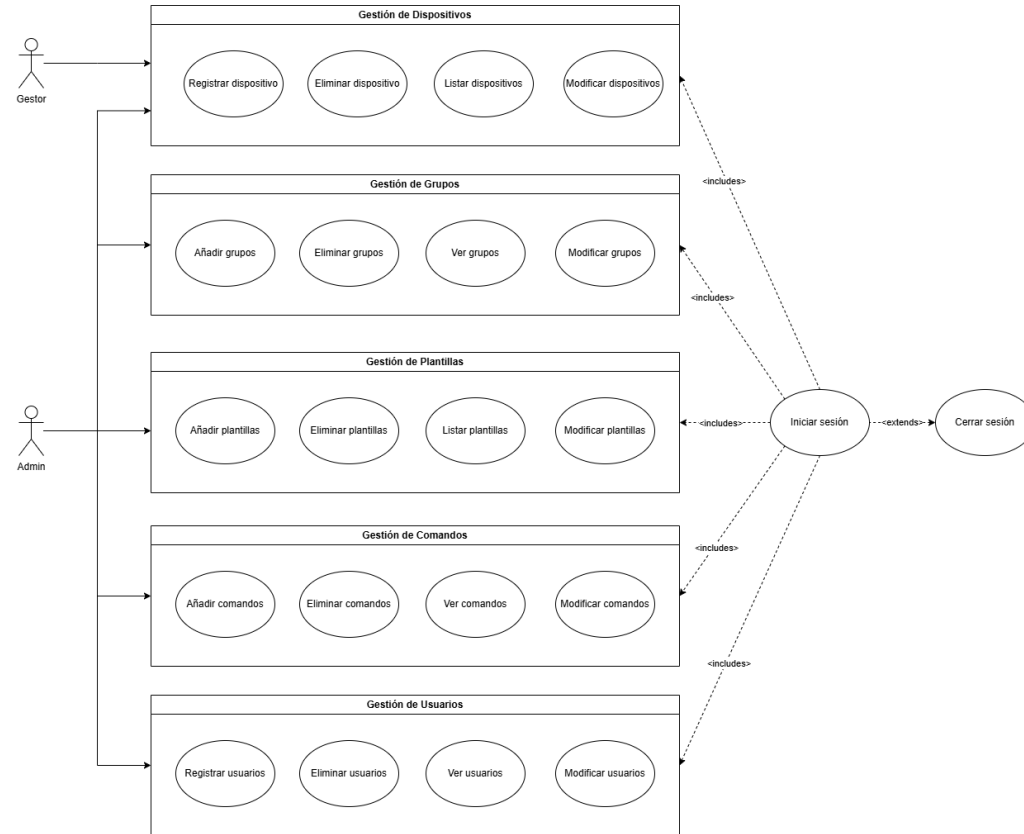 Gestión de Dispositivos
Gestor
Registrar dispositivo
Eliminar dispositivo
Listar dispositivos
Modificar dispositivos
<includes>
Gestión de Grupos
Añadir grupos
Eliminar grupos
Ver grupos
Modificar grupos
<includes>
Gestión de Plantillas
Admin
Añadir plantillas
Eliminar plantillas
Listar plantillas
Modificar plantillas
<includes>
Iniciar sesión
<extends>
Cerrar sesión
Gestión de Comandos
<includes>
Añadir comandos
Eliminar comandos
Ver comandos
Modificar comandos
<includes>
Gestión de Usuarios
Registrar usuarios
Eliminar usuarios
Ver usuarios
Modificar usuarios